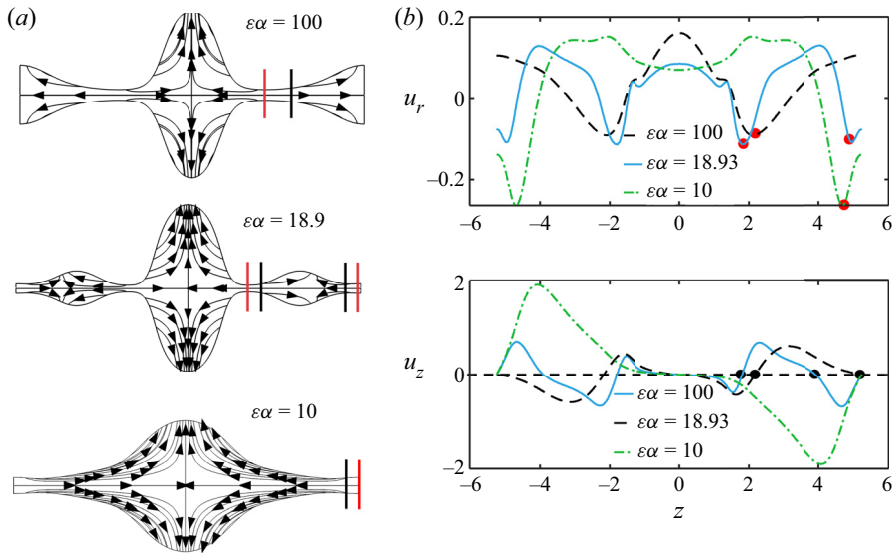 (a)
εα = 100
εα = 18.9
εα = 10
(b)
0.2
0
−0.2
u_r
εα = 100
εα = 18.93
εα = 10
−6 −4 −2 0 2 4 6
2
0
−2
u_z
εα = 100
εα = 18.93
εα = 10
−6 −4 −2 0 2 4 6
z